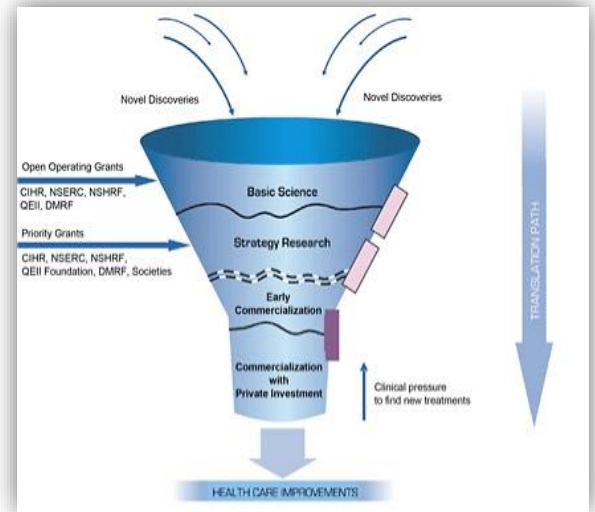 Novel Discoveries
Novel Discoveries
Open Operating Grants
CIHR, NSERC, NSHRF,
QEII, DMRF
Priority Grants
CIHR, NSERC, NSHRF,
QEII Foundation, DMRF, Societies
Basic Science
Strategy Research
Early
Commercialization
Commercialization
with
Private Investment
Clinical pressure
to find new treatments
TRANSLATION PATH
HEALTH CARE IMPROVEMENTS